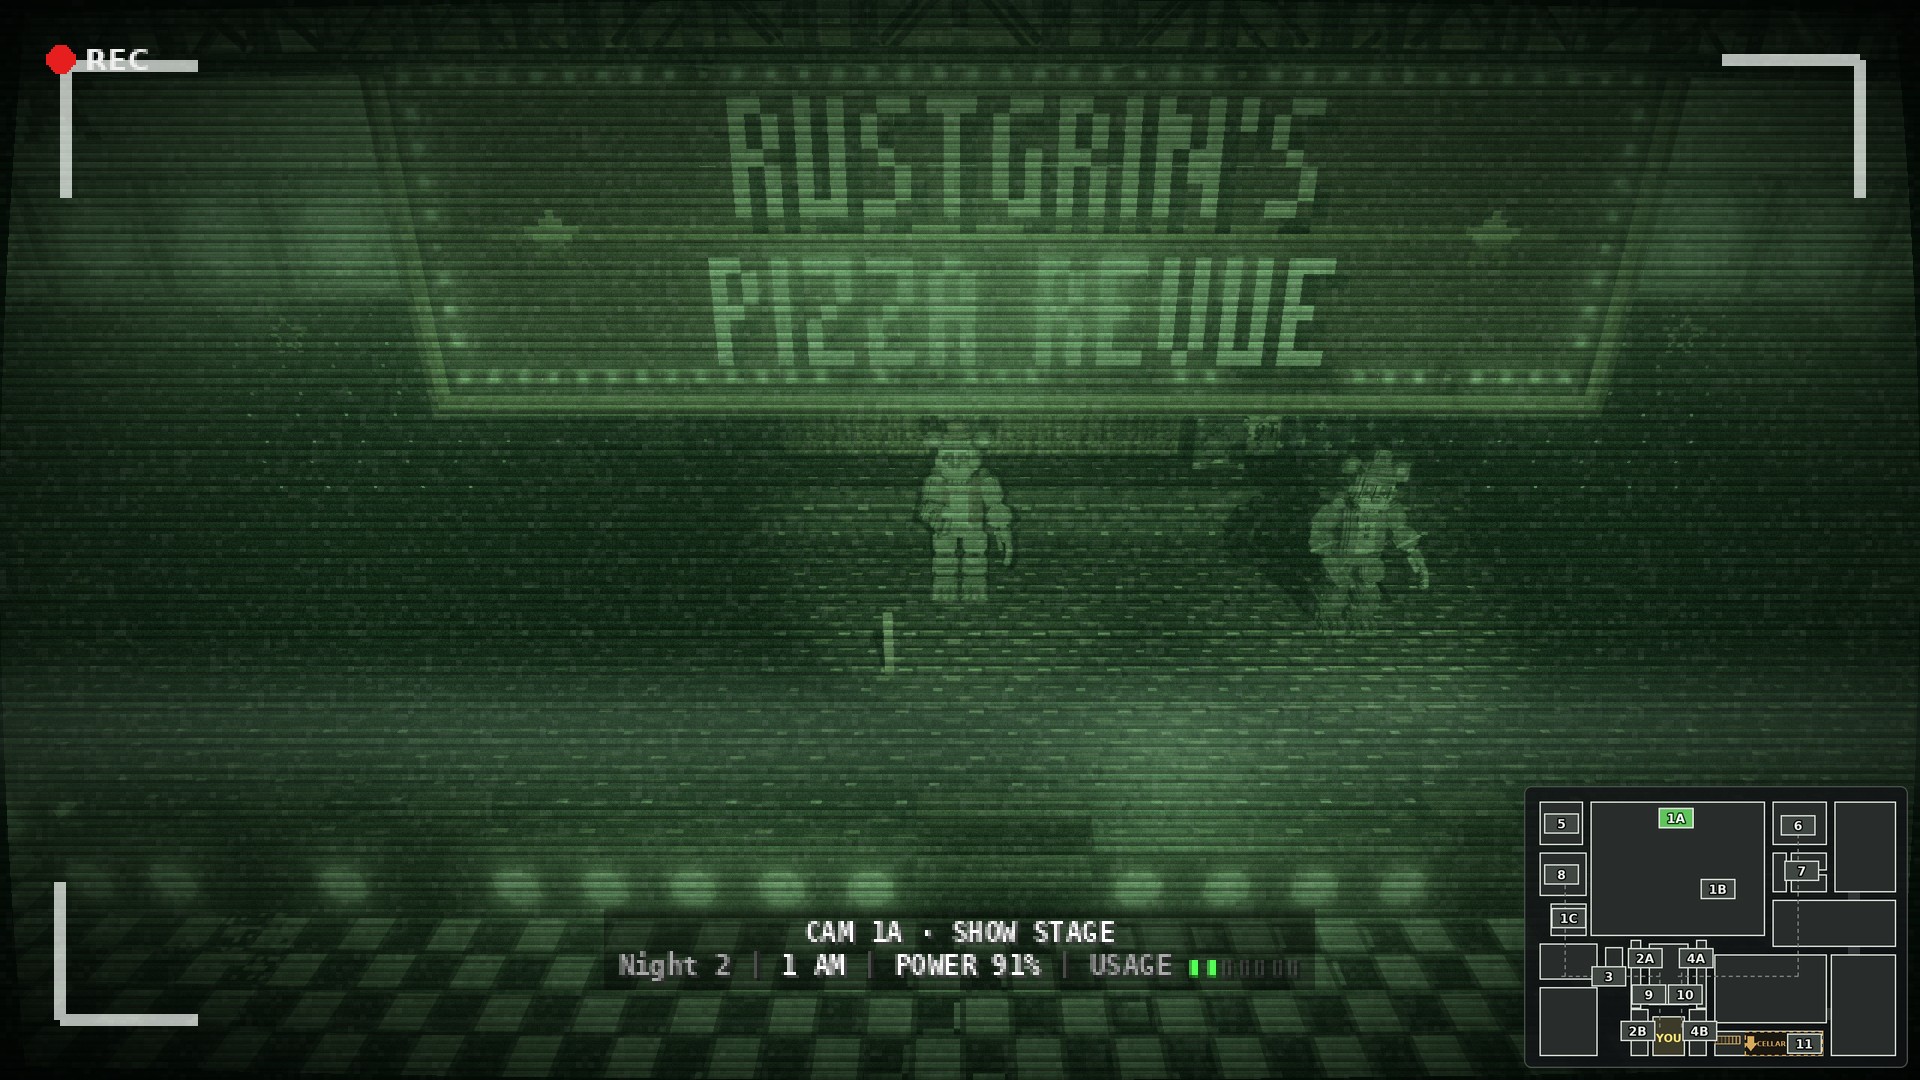 REC
RUSTGRIN'S
PIZZA REVUE
CAM 1A · SHOW STAGE
Night 2 | 1 AM | POWER 91% | USAGE
1A
5
6
7
8
1B
1C
2A
4A
3
9
10
2B
YOU
4B
CELLAR
11